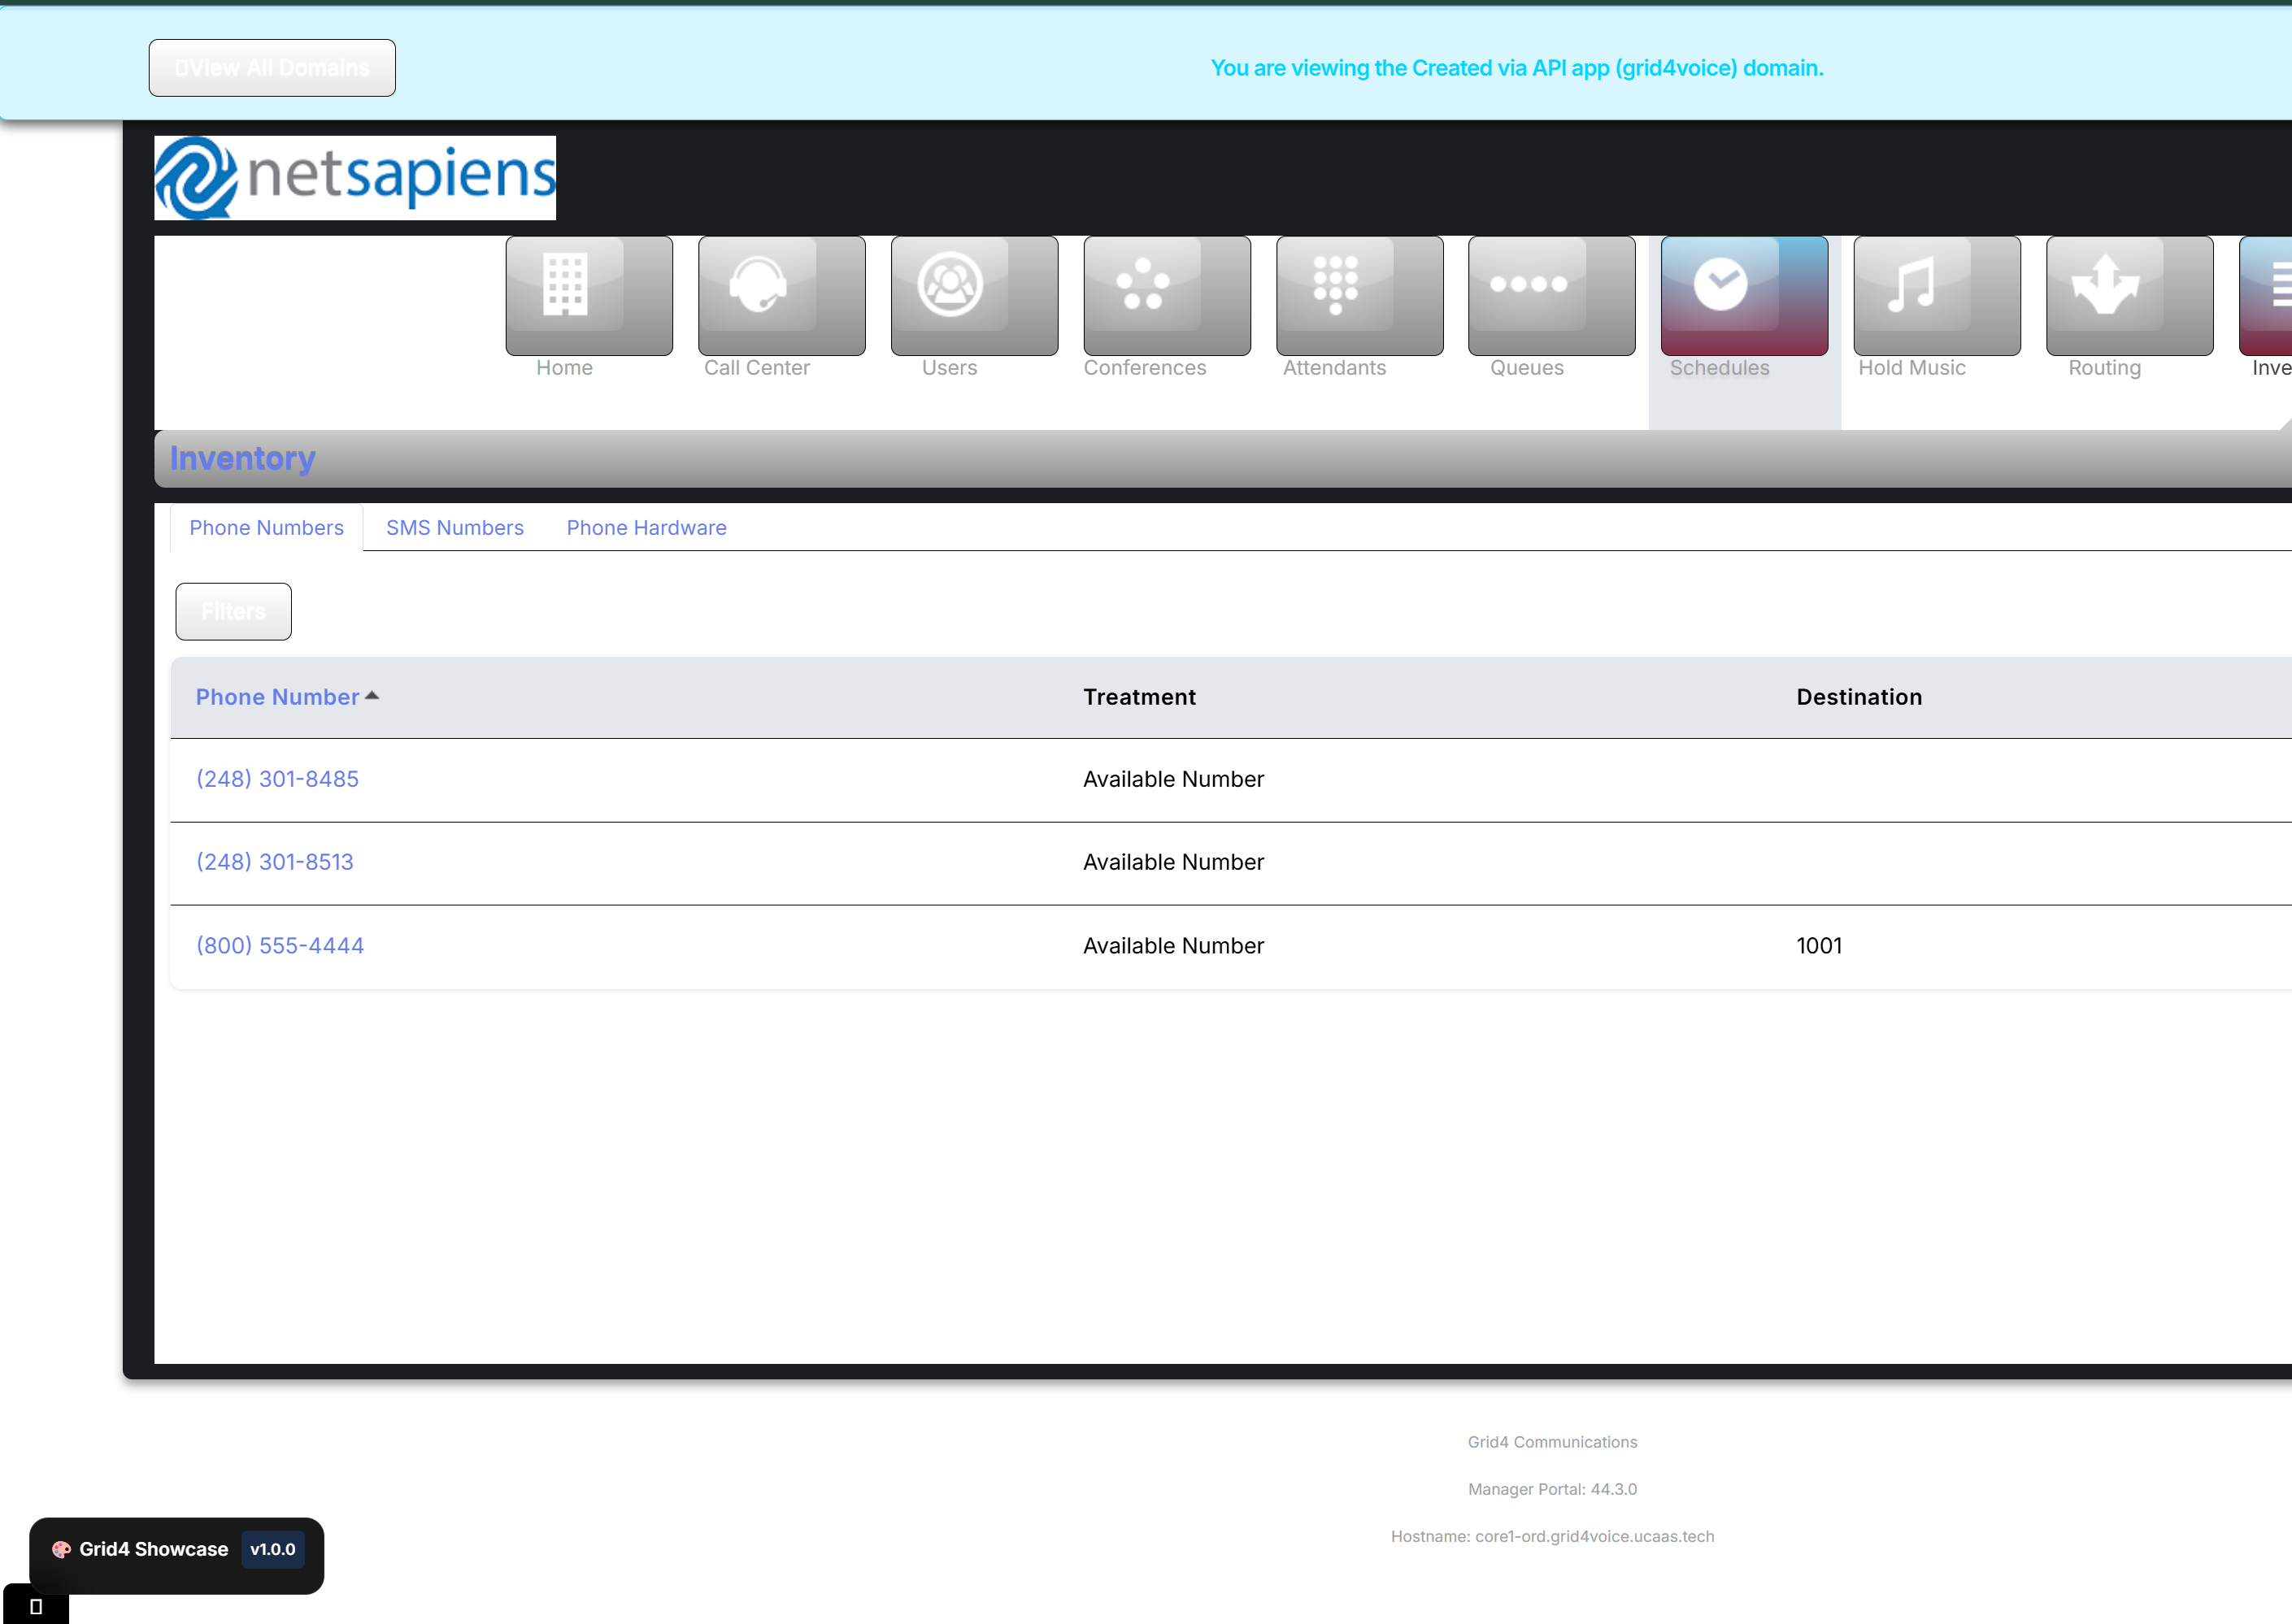 View All Domains
You are viewing the Created via API app (grid4voice) domain.
netsapiens
Home Call Center Users Conferences Attendants Queues Schedules Hold Music Routing Inve
Inventory
Phone Numbers SMS Numbers Phone Hardware
Filters
Phone Number Treatment Destination
(248) 301-8485 Available Number
(248) 301-8513 Available Number
(800) 555-4444 Available Number 1001
Grid4 Communications
Manager Portal: 44.3.0
Hostname: core1-ord.grid4voice.ucaas.tech
Grid4 Showcase v1.0.0